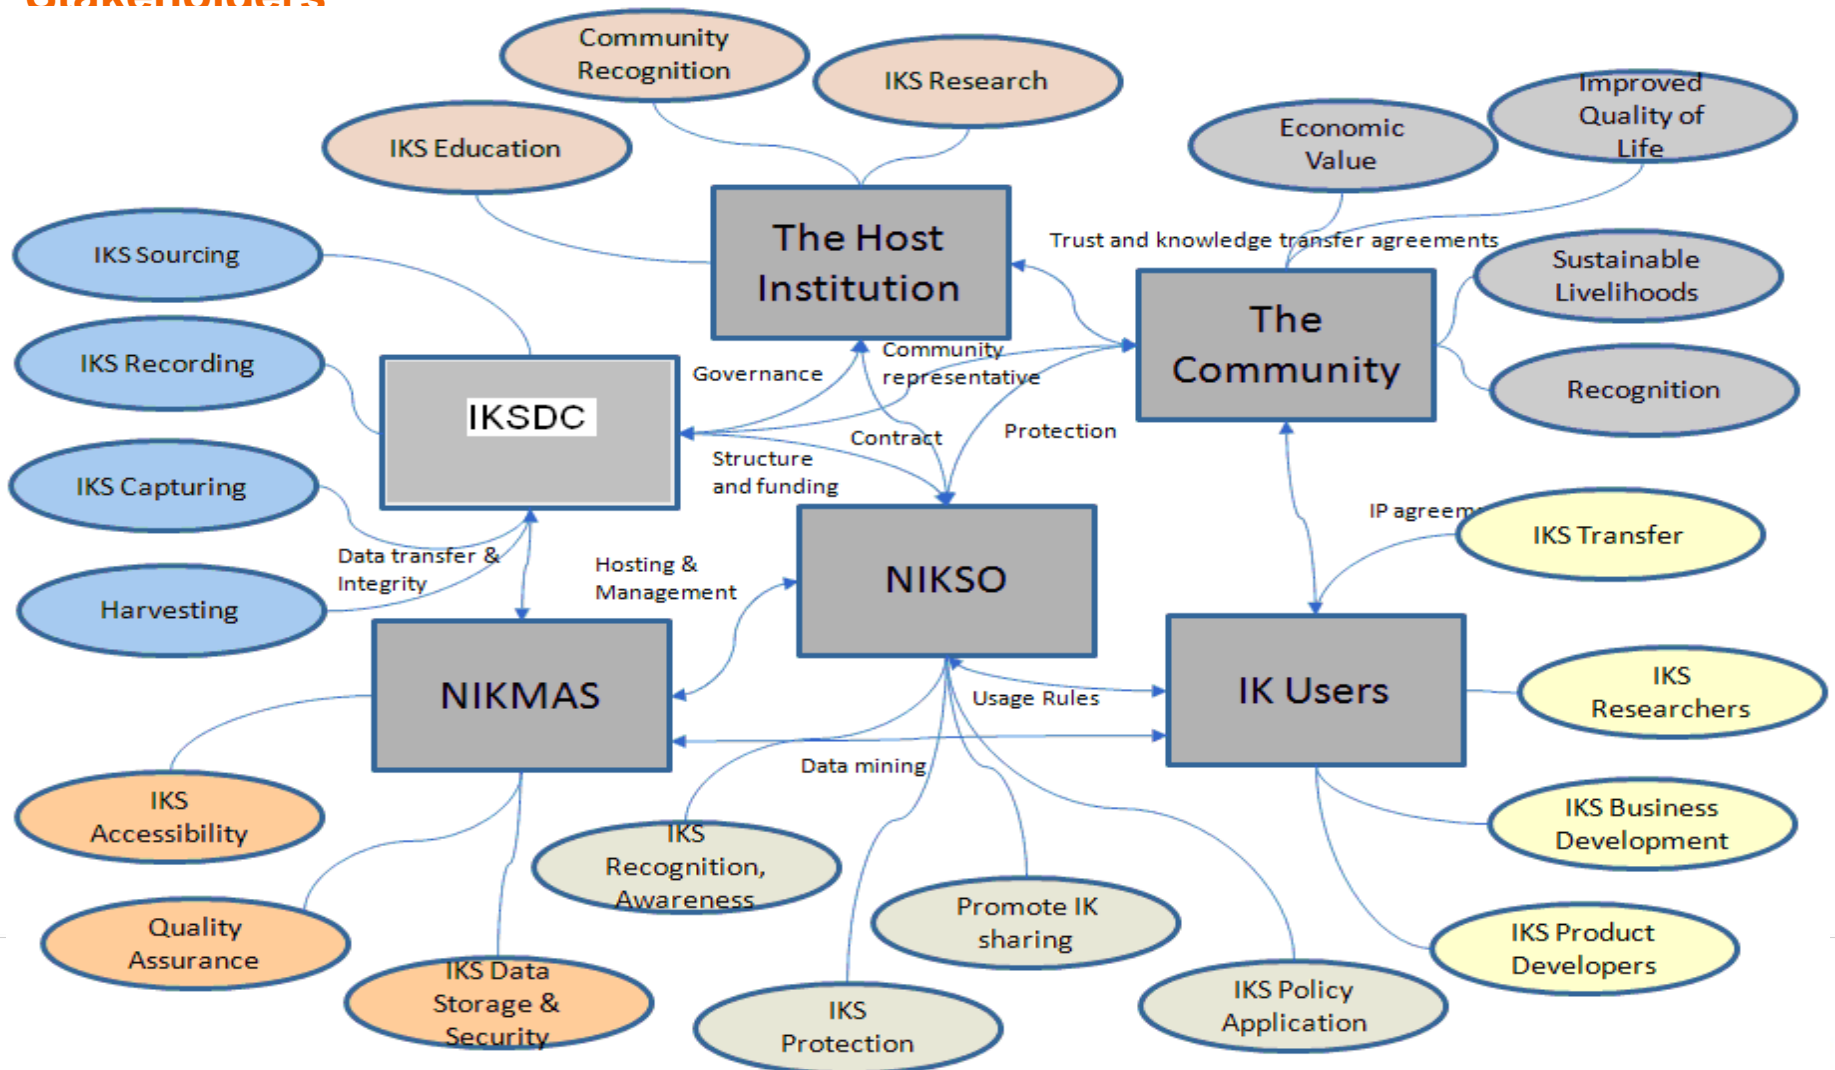 Stakeholders
Community
Recognition
IKS Research
IKS Education
Economic
Value
Improved
Quality of
Life
The Host
Institution
Trust and knowledge transfer agreements
IKS Sourcing
Sustainable
Livelihoods
The
Community
IKS Recording
Governance
Community
representative
Recognition
IKSDC
Contract
Protection
Structure
and funding
IKS Capturing
IP agreem
IKS Transfer
Data transfer &
Integrity
Hosting &
Management
NIKSO
Harvesting
NIKMAS
Usage Rules
IK Users
IKS
Researchers
Data mining
IKS
Accessibility
IKS
Recognition,
Awareness
IKS Business
Development
Quality
Assurance
Promote IK
sharing
IKS Product
Developers
IKS Data
Storage &
Security
IKS
Protection
IKS Policy
Application